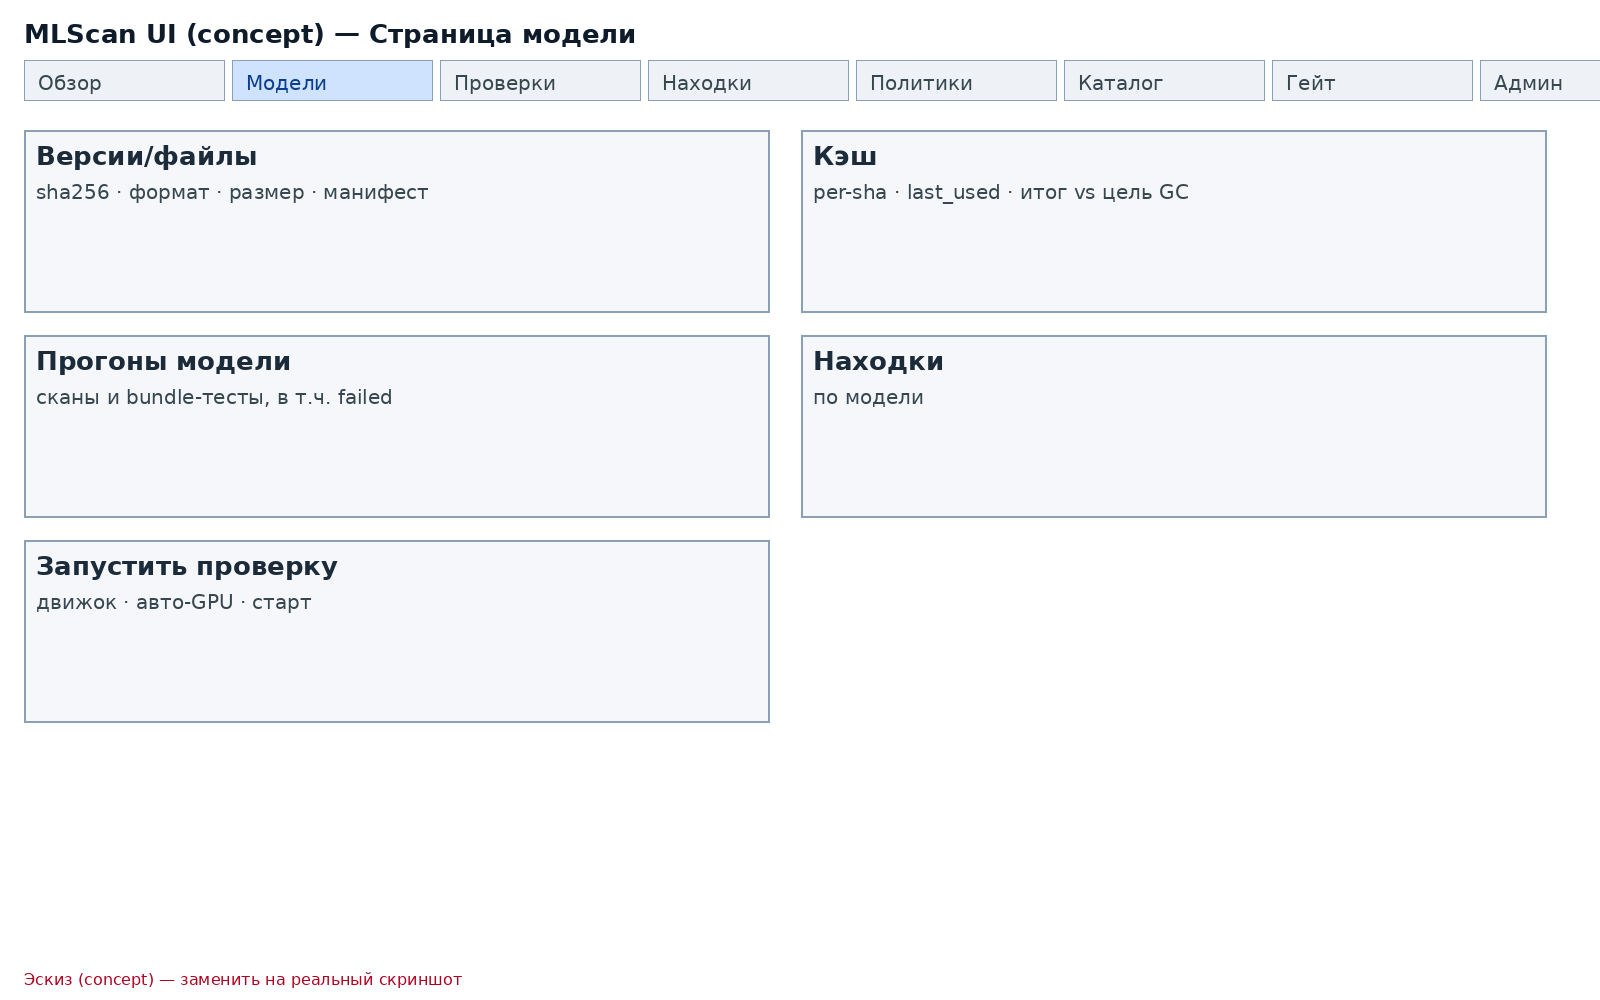 MLScan UI (concept) — Страница модели
Обзор
Модели
Проверки
Находки
Политики
Каталог
Гейт
Админ
Версии/файлы
sha256 · формат · размер · манифест
Кэш
per-sha · last_used · итог vs цель GC
Прогоны модели
сканы и bundle-тесты, в т.ч. failed
Находки
по модели
Запустить проверку
движок · авто-GPU · старт
Эскиз (concept) — заменить на реальный скриншот